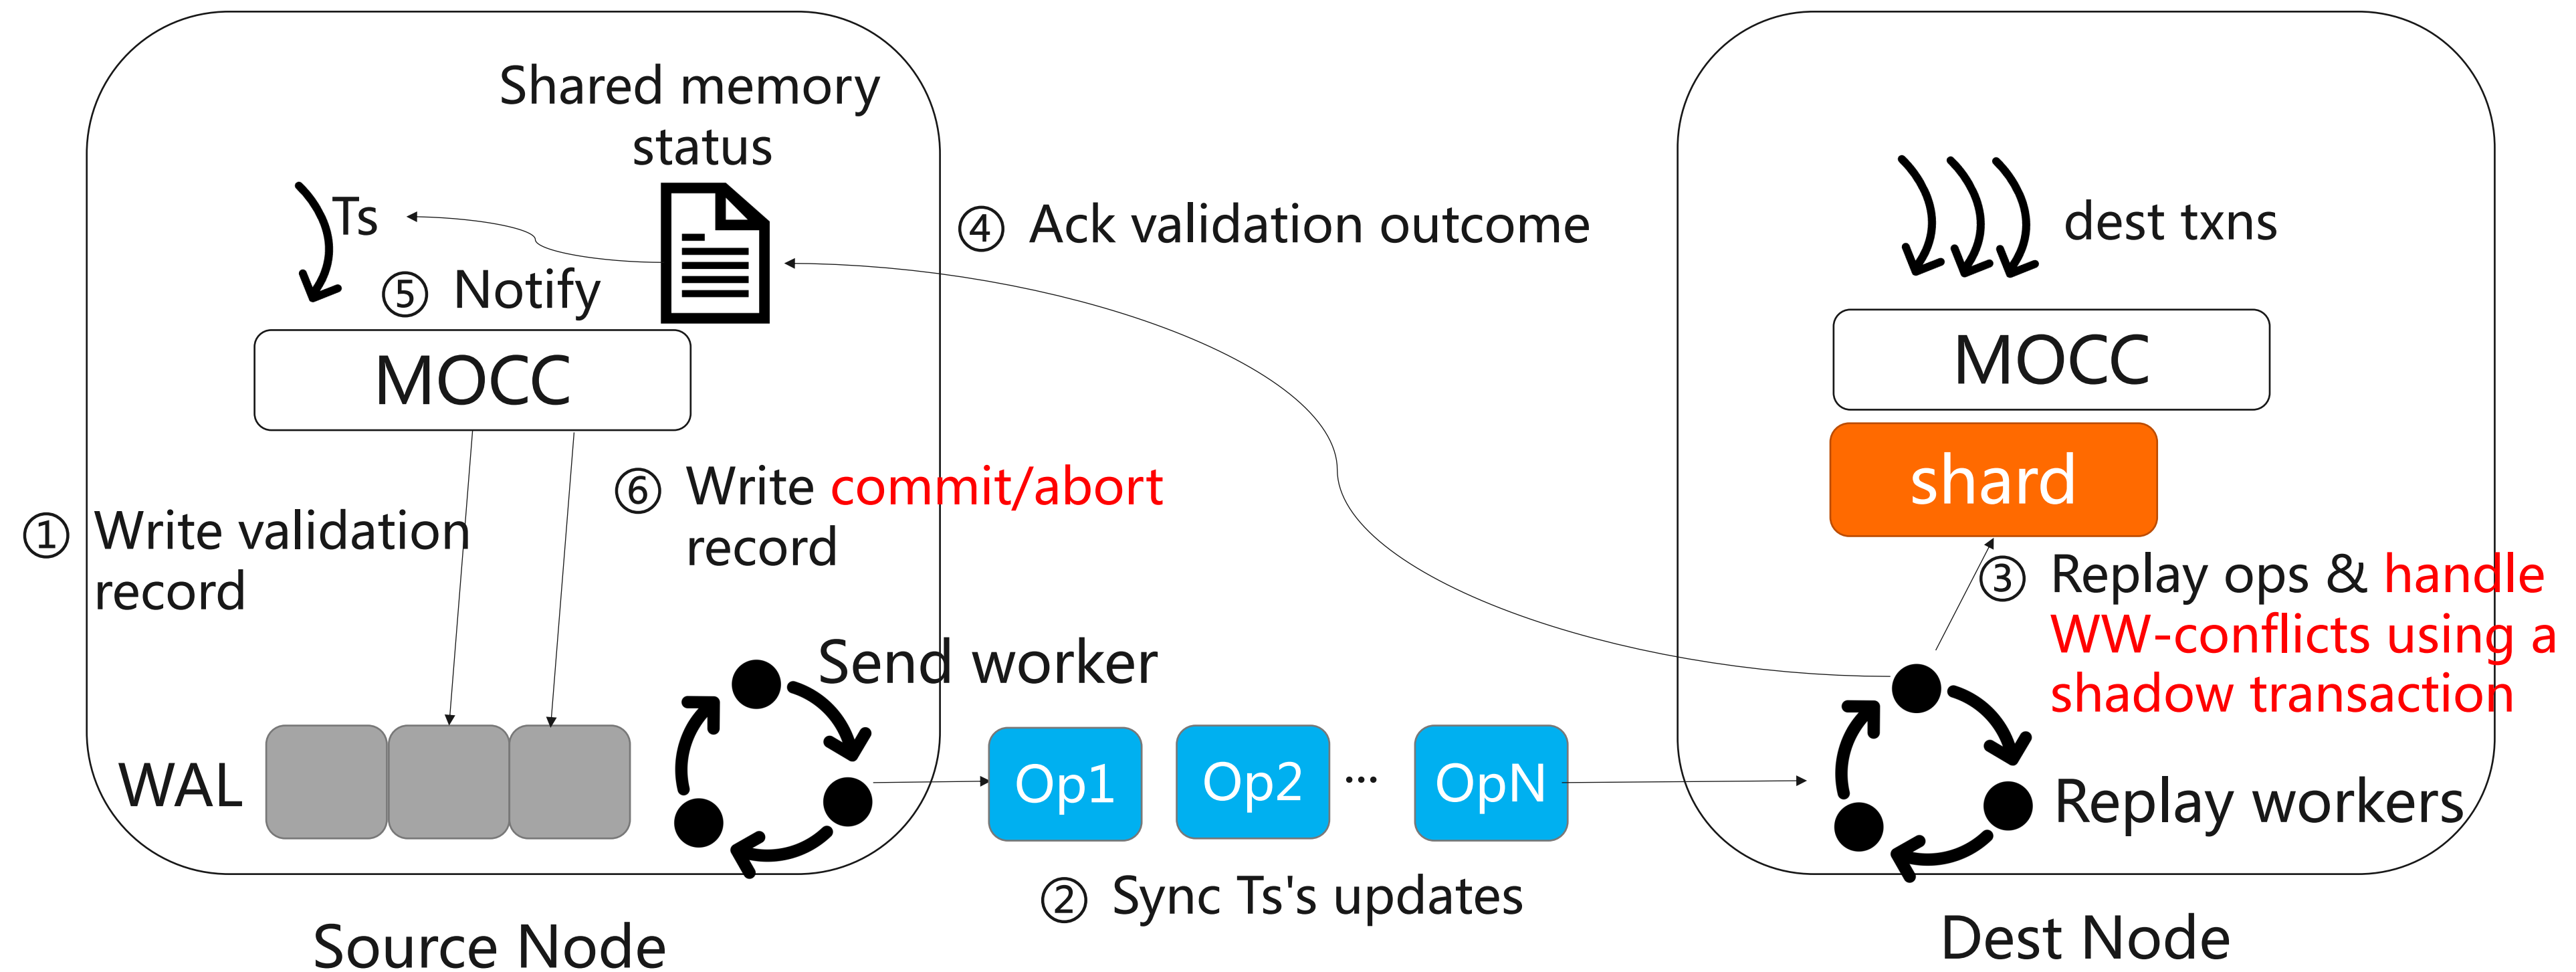 Shared memory
status
Ts
⑤ Notify
MOCC
① Write validation
record
⑥ Write commit/abort
record
WAL
Send worker
Source Node
④ Ack validation outcome
Op1
Op2
...
OpN
② Sync Ts's updates
dest txns
MOCC
shard
③ Replay ops & handle
WW-conflicts using a
shadow transaction
Replay workers
Dest Node